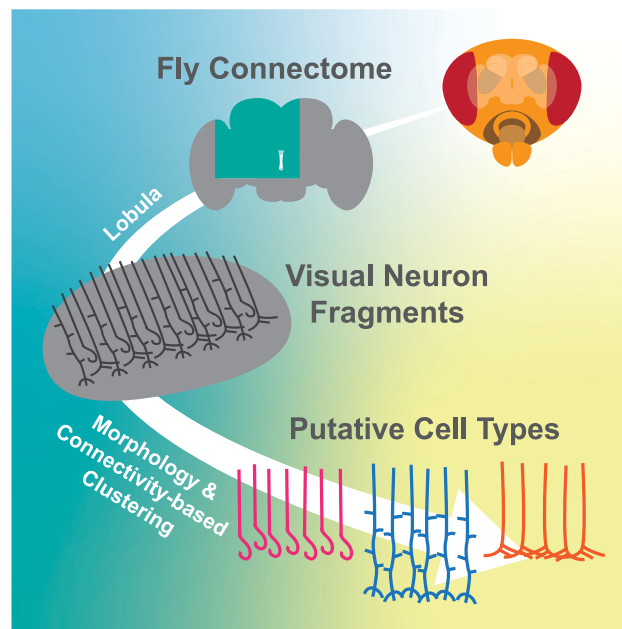 Fly Connectome
Lobula
Visual Neuron
Fragments
Morphology &
Connectivity-based
Clustering
Putative Cell Types